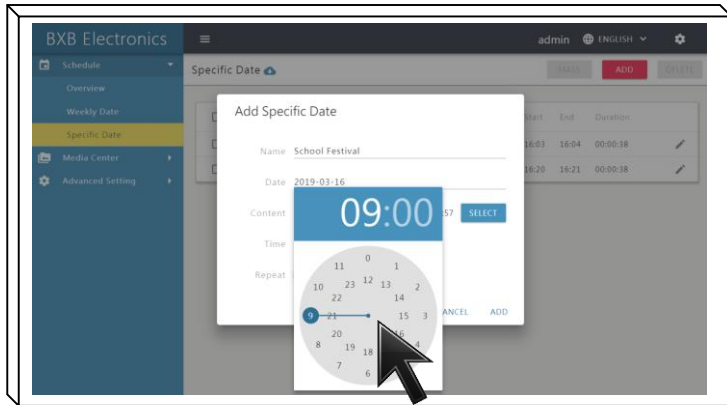 BXB Electronics
admin ENGLISH
Schedule
Specific Date
ADD
DELETE
Overview
Weekly Date
Specific Date
Media Center
Advanced Setting
Add Specific Date
Start End Duration
16:03 16:04 00:00:38
16:20 16:21 00:00:38
Name School Festival
Date 2019-03-16
Content 57 SELECT
Time
Repeat
09:00
0
11 1
23 12 13
10 2
22 14
9 21 15 3
20 16
8 19 4
18
7 6
ADD